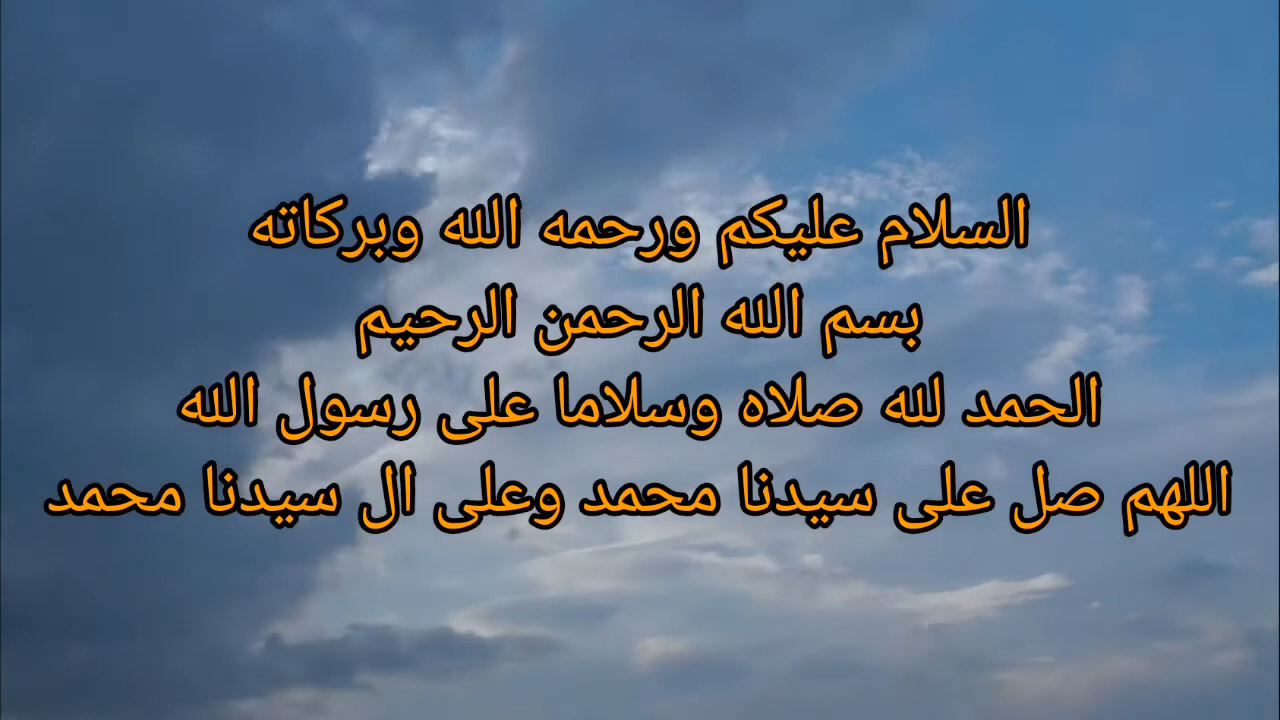 السلام عليكم ورحمه الله وبركاته
بسم الله الرحمن الرحيم
الحمد لله صلاه وسلاما على رسول الله
اللهم صل على سيدنا محمد وعلى ال سيدنا محمد